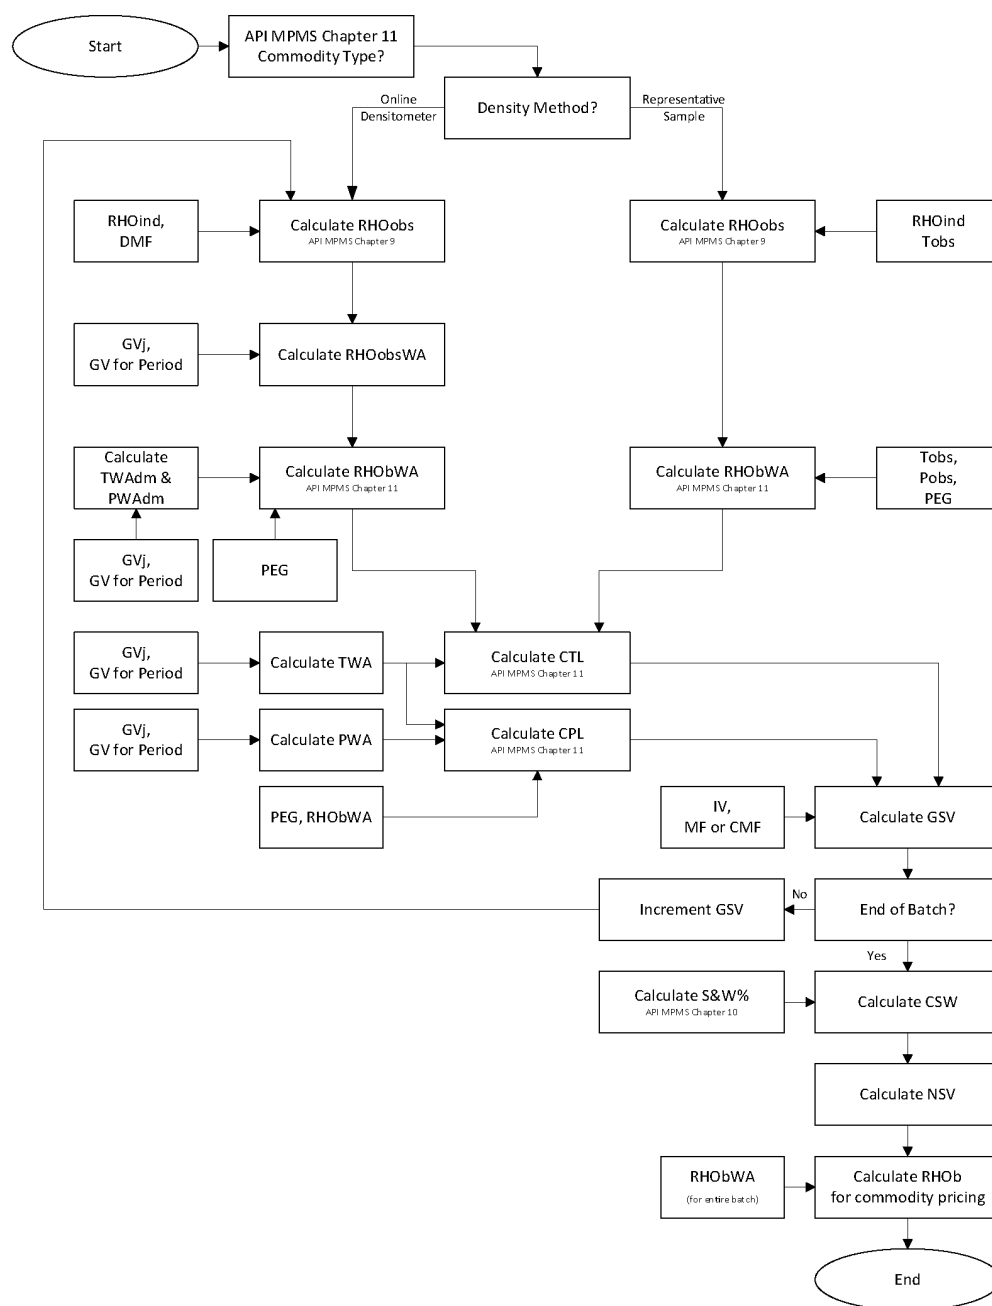 Start
API MPMS Chapter 11
Commodity Type?
Density Method?
Online
Densitometer
Representative
Sample
RHOind,
DMF
Calculate RHOobs
API MPMS Chapter 9
Calculate RHOobs
API MPMS Chapter 9
RHOind
Tobs
GVj,
GV for Period
Calculate RHOobsWA
Calculate
TWAdm &
PWAdm
Calculate RHObWA
API MPMS Chapter 11
Calculate RHObWA
API MPMS Chapter 11
Tobs,
Pobs,
PEG
GVj,
GV for Period
PEG
GVj,
GV for Period
Calculate TWA
Calculate CTL
API MPMS Chapter 11
GVj,
GV for Period
Calculate PWA
Calculate CPL
API MPMS Chapter 11
PEG, RHObWA
IV,
MF or CMF
Calculate GSV
Increment GSV
No
End of Batch?
Yes
Calculate S&W%
API MPMS Chapter 10
Calculate CSW
Calculate NSV
RHObWA
(for entire batch)
Calculate RHOb
for commodity pricing
End